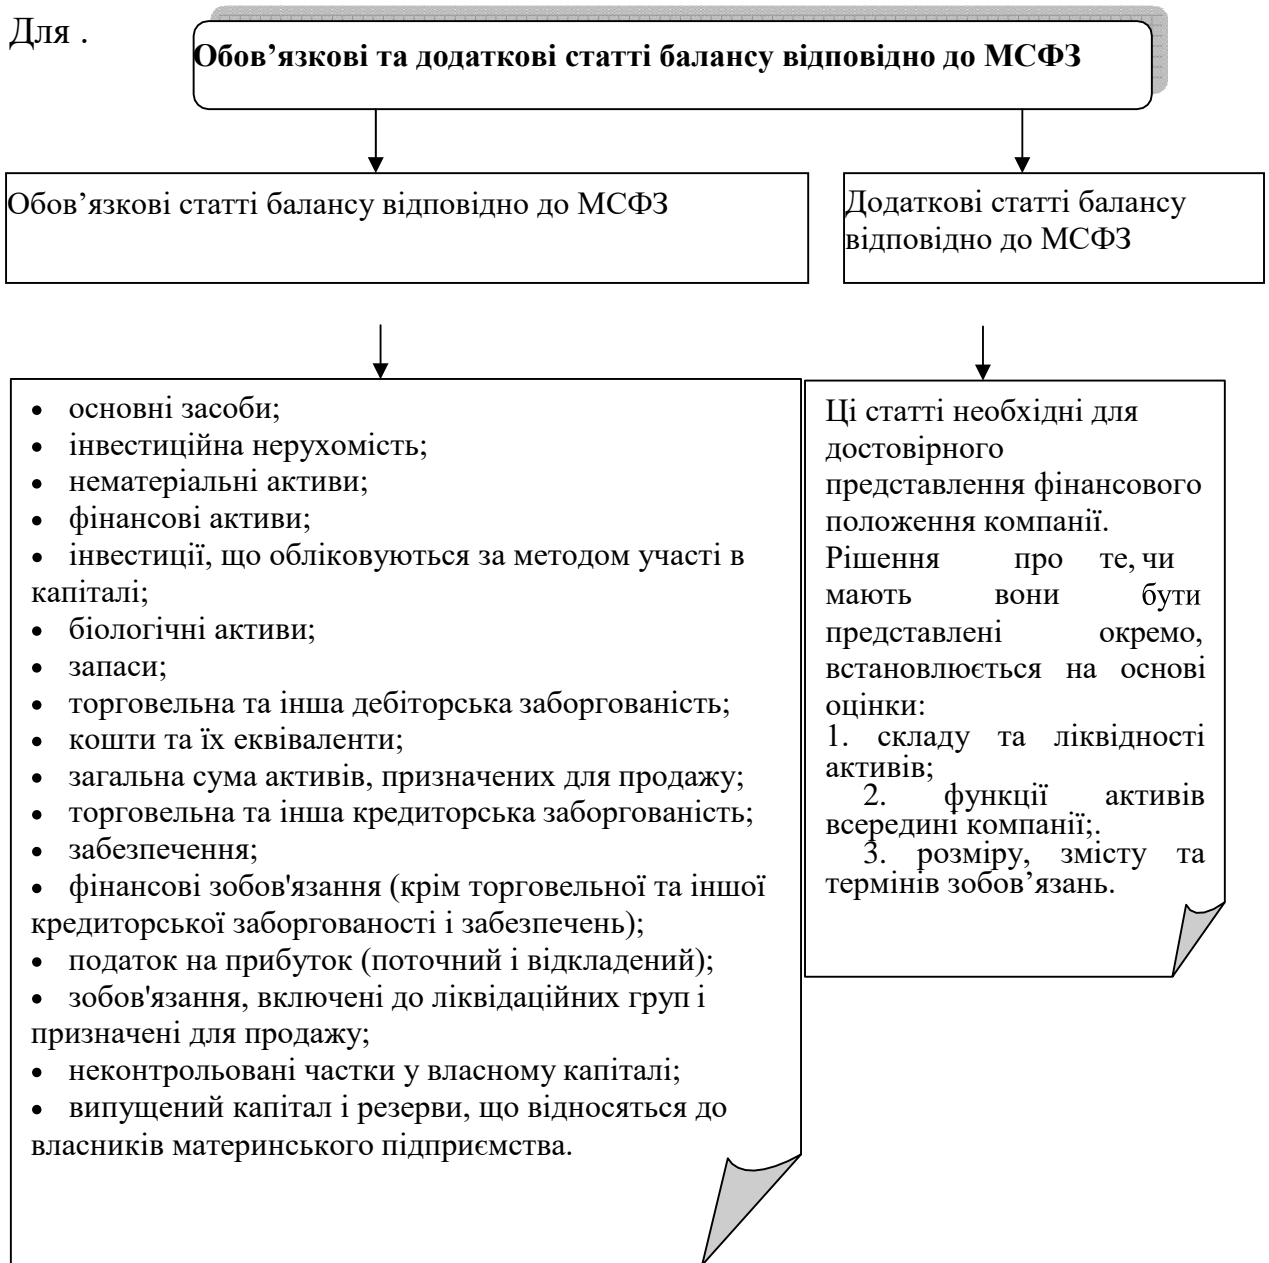 Для .
Обов’язкові та додаткові статті балансу відповідно до МСФЗ
Обов’язкові статті балансу відповідно до МСФЗ
Додаткові статті балансу
відповідно до МСФЗ
• основні засоби;
• інвестиційна нерухомість;
• нематеріальні активи;
• фінансові активи;
• інвестиції, що обліковуються за методом участі в
капіталі;
• біологічні активи;
• запаси;
• торговельна та інша дебіторська заборгованість;
• кошти та їх еквіваленти;
• загальна сума активів, призначених для продажу;
• торговельна та інша кредиторська заборгованість;
• забезпечення;
• фінансові зобов'язання (крім торговельної та іншої
кредиторської заборгованості і забезпечень);
• податок на прибуток (поточний і відкладений);
• зобов'язання, включені до ліквідаційних груп і
призначені для продажу;
• неконтрольовані частки у власному капіталі;
• випущений капітал і резерви, що відносяться до
власників материнського підприємства.
Ці статті необхідні для
достовірного
представлення фінансового
положення компанії.
Рішення про те, чи
мають вони бути
представлені окремо,
встановлюється на основі
оцінки:
1. складу та ліквідності
активів;
2. функції активів
всередині компанії;.
3. розміру, змісту та
термінів зобов’язань.